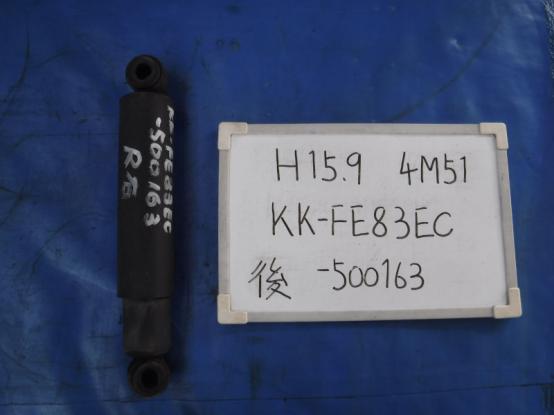 KK-FE83EC
-500163
R右
H15.9 4M51
KK-FE83EC
後 -500163